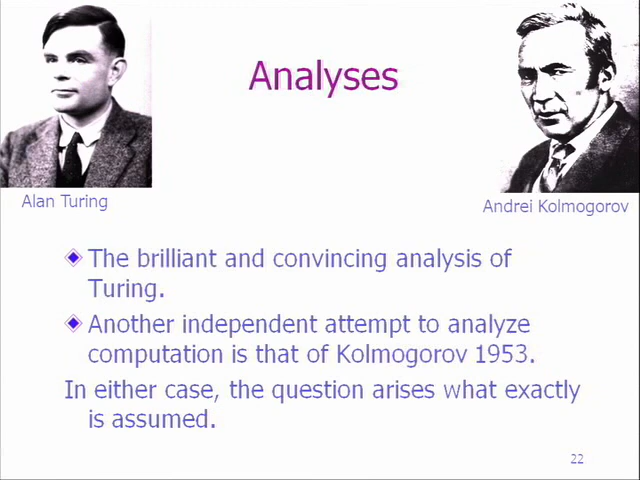 Analyses
Alan Turing
Andrei Kolmogorov
The brilliant and convincing analysis of
Turing.
Another independent attempt to analyze
computation is that of Kolmogorov 1953.
In either case, the question arises what exactly
is assumed.
22